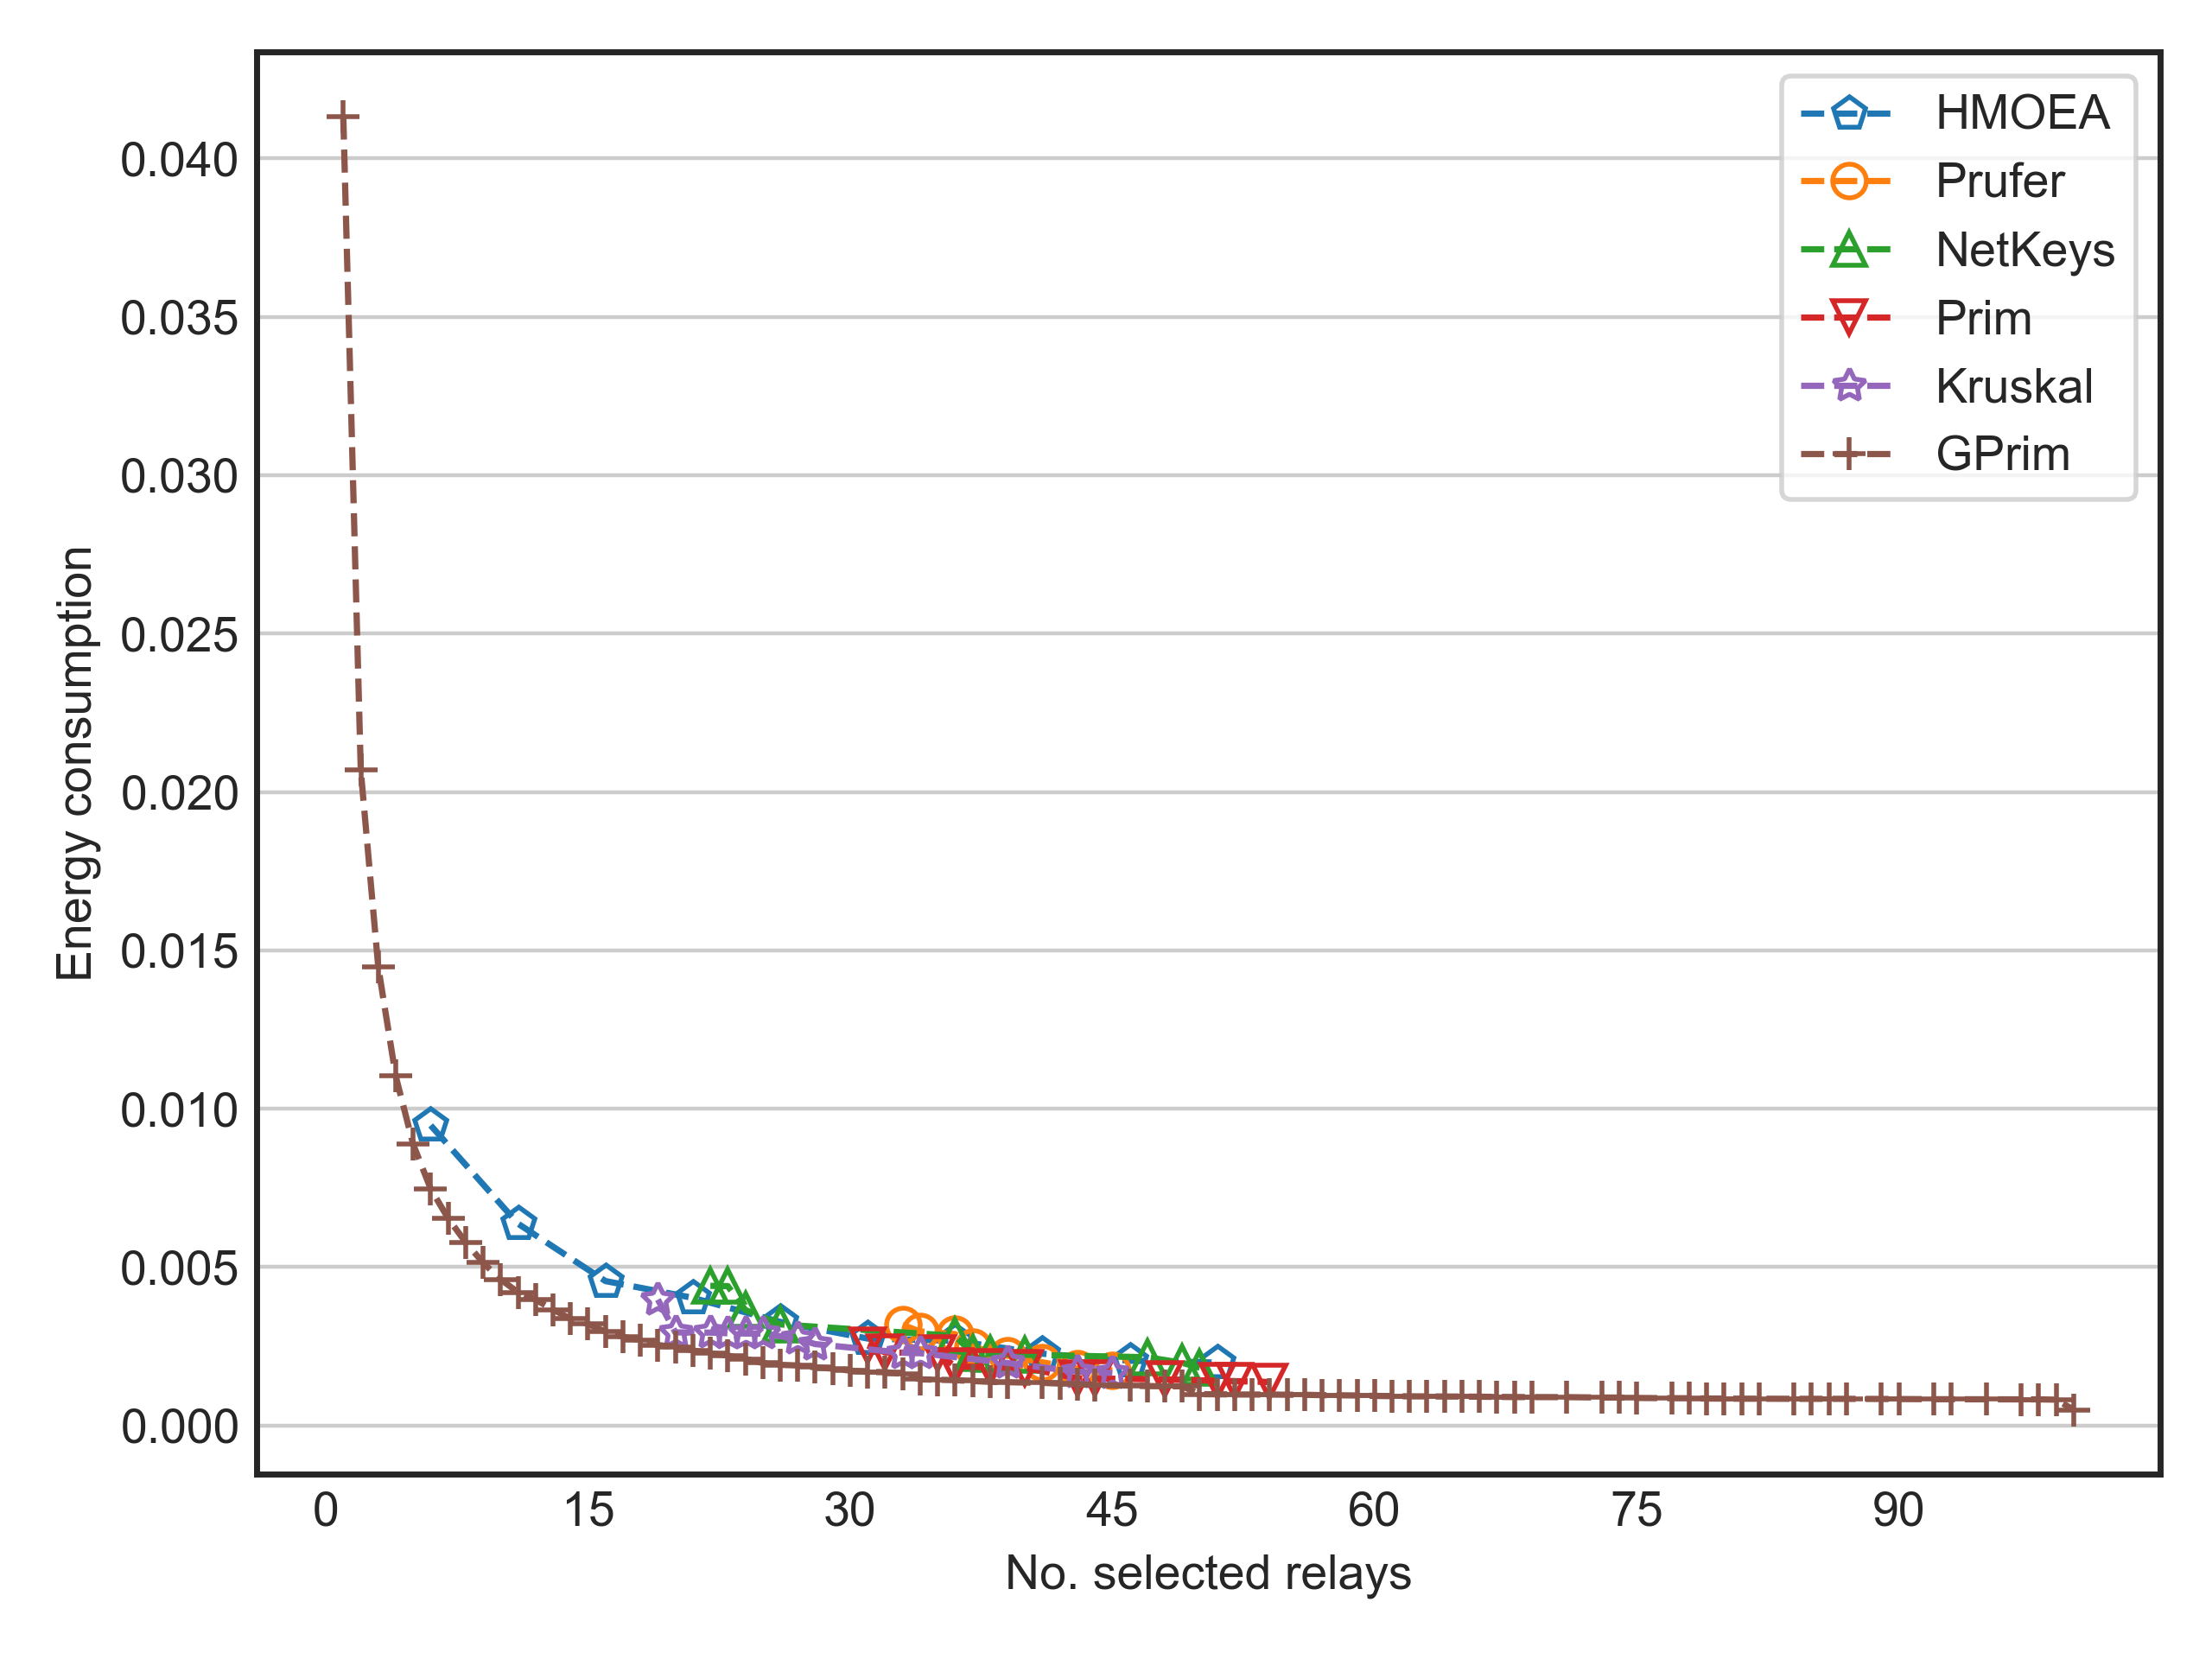 HMOEA
Prufer
NetKeys
Prim
Kruskal
GPrim
Energy consumption
0.040
0.035
0.030
0.025
0.020
0.015
0.010
0.005
0.000
0 15 30 45 60 75 90
No. selected relays